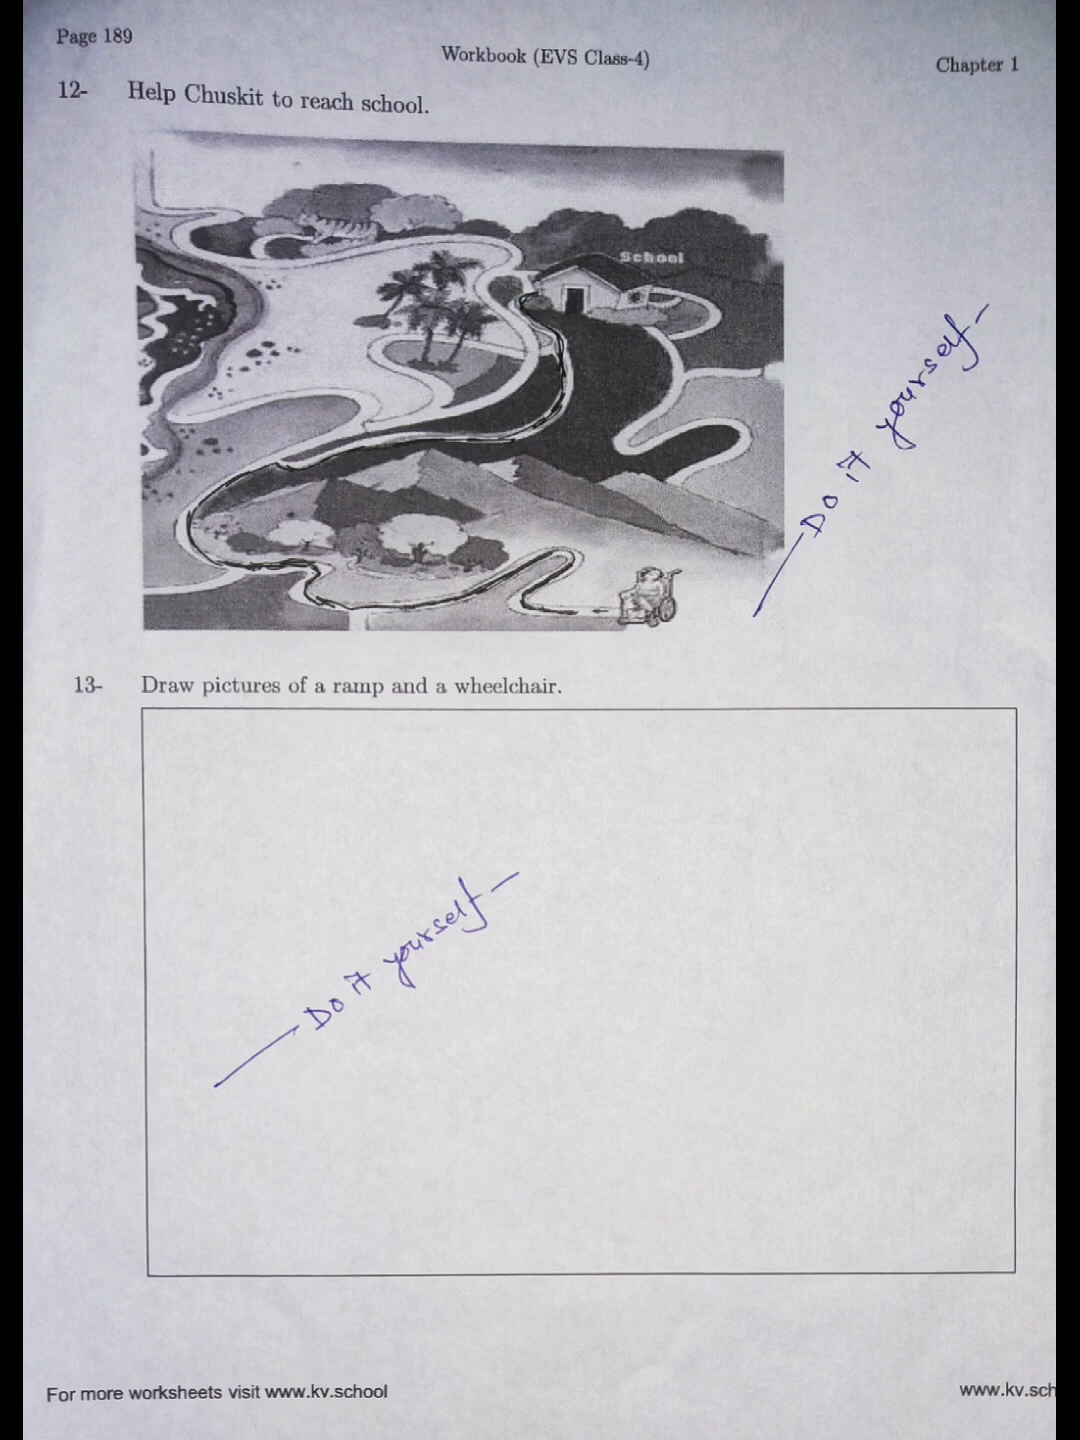 Page 189
Workbook (EVS Class-4)
Chapter 1
12- Help Chuskit to reach school.
School
Do it yourself
13- Draw pictures of a ramp and a wheelchair.
Do it yourself
For more worksheets visit www.kv.school
www.kv.sch